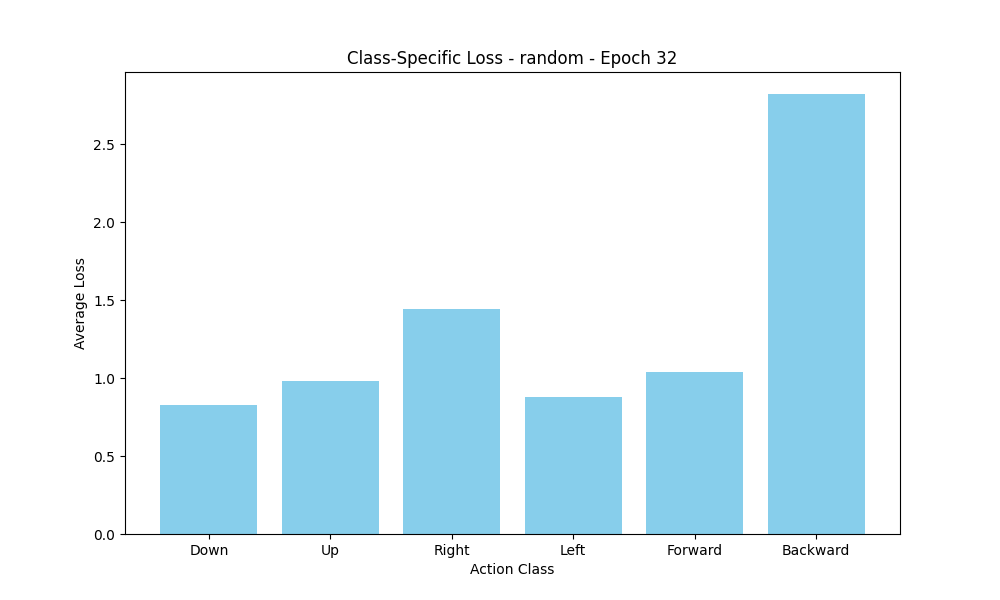 Class-Specific Loss - random - Epoch 32
Average Loss
2.5
2.0
1.5
1.0
0.5
0.0
Down Up Right Left Forward Backward
Action Class